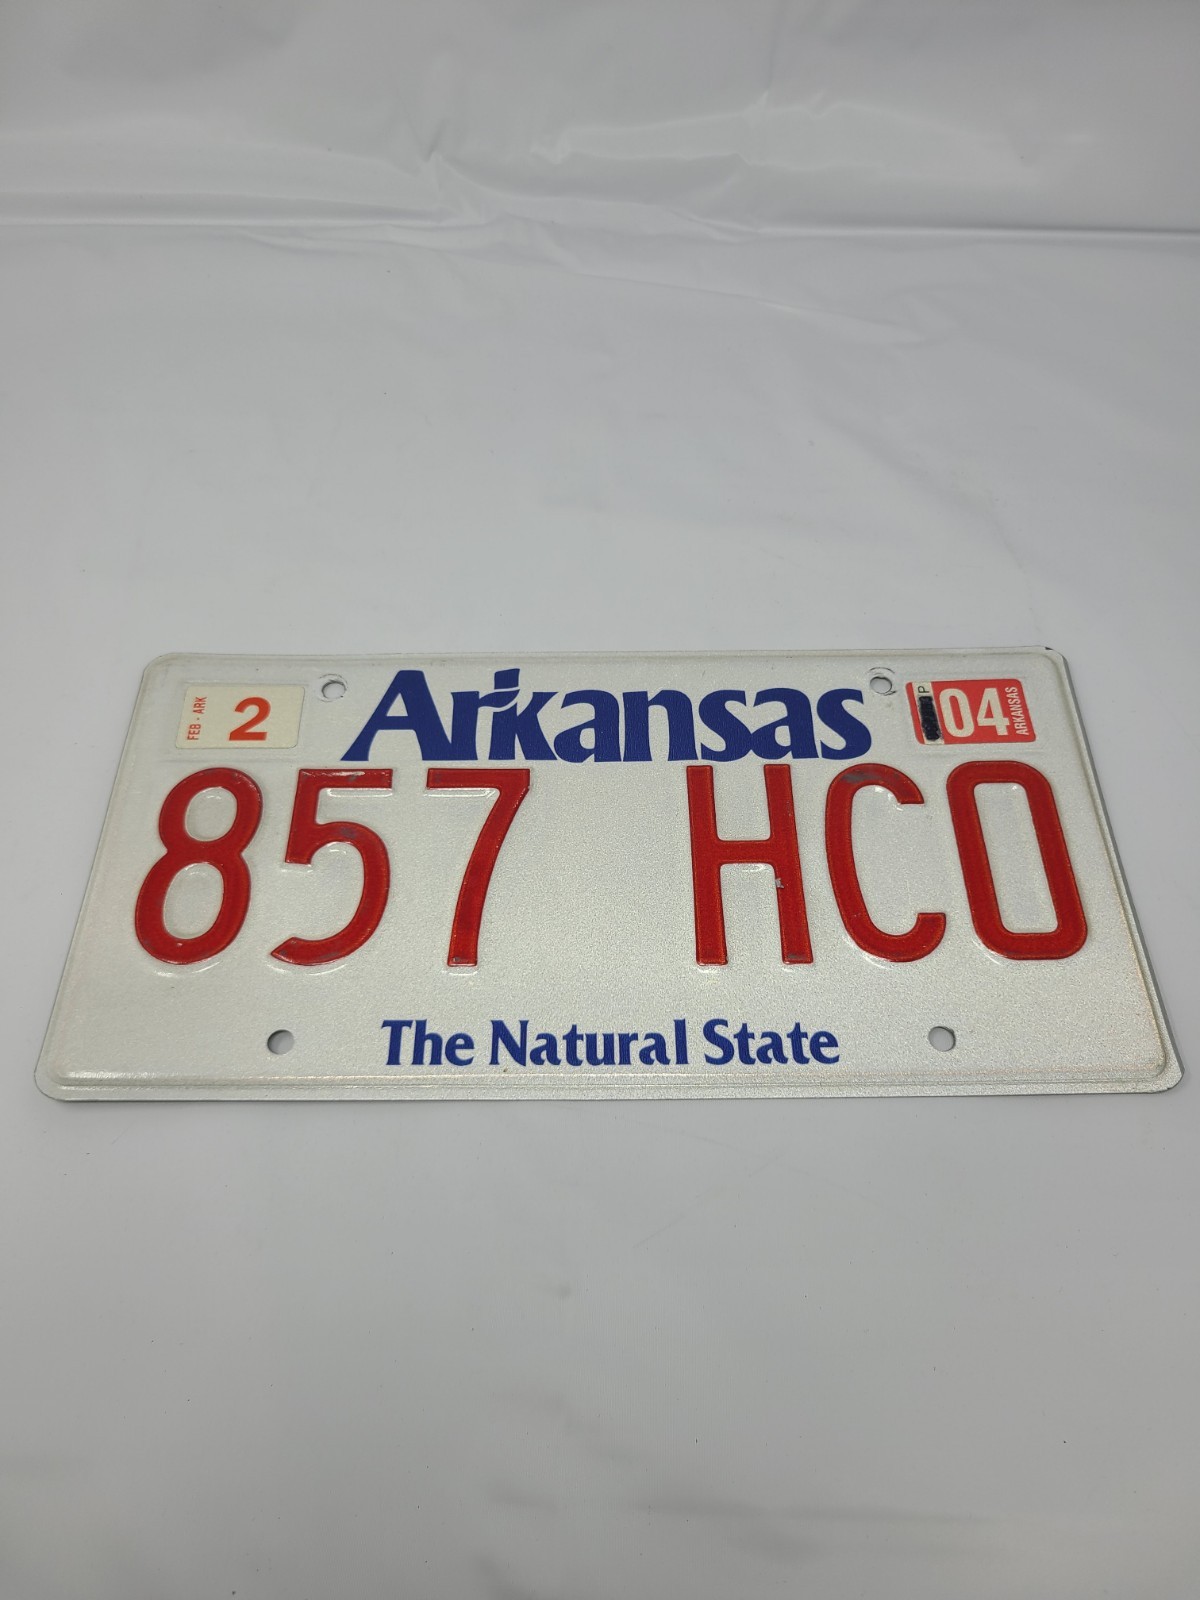 FEB - ARK
2
Arkansas
P
04
ARKANSAS
857 HCO
The Natural State